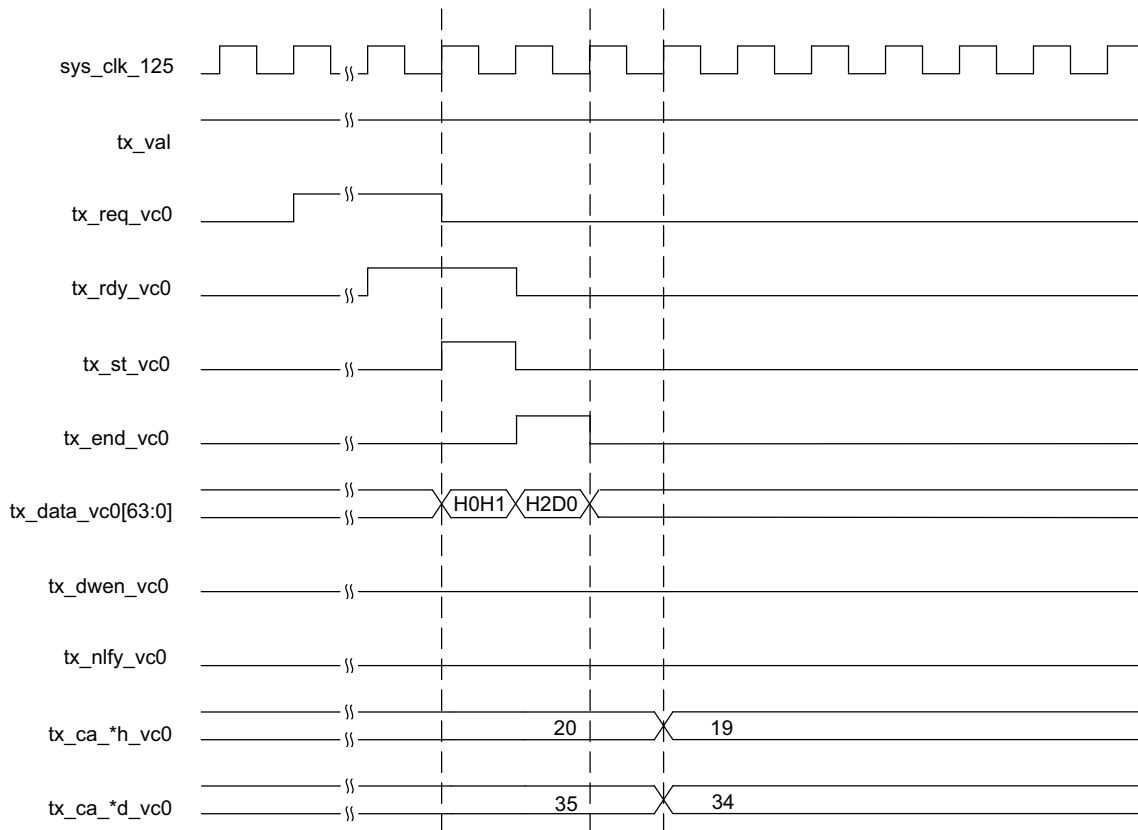 sys_clk_125
tx_val
tx_req_vc0
tx_rdy_vc0
tx_st_vc0
tx_end_vc0
tx_data_vc0[63:0] H0H1 H2D0
tx_dwen_vc0
tx_nlfy_vc0
tx_ca_*h_vc0 20 19
tx_ca_*d_vc0 35 34